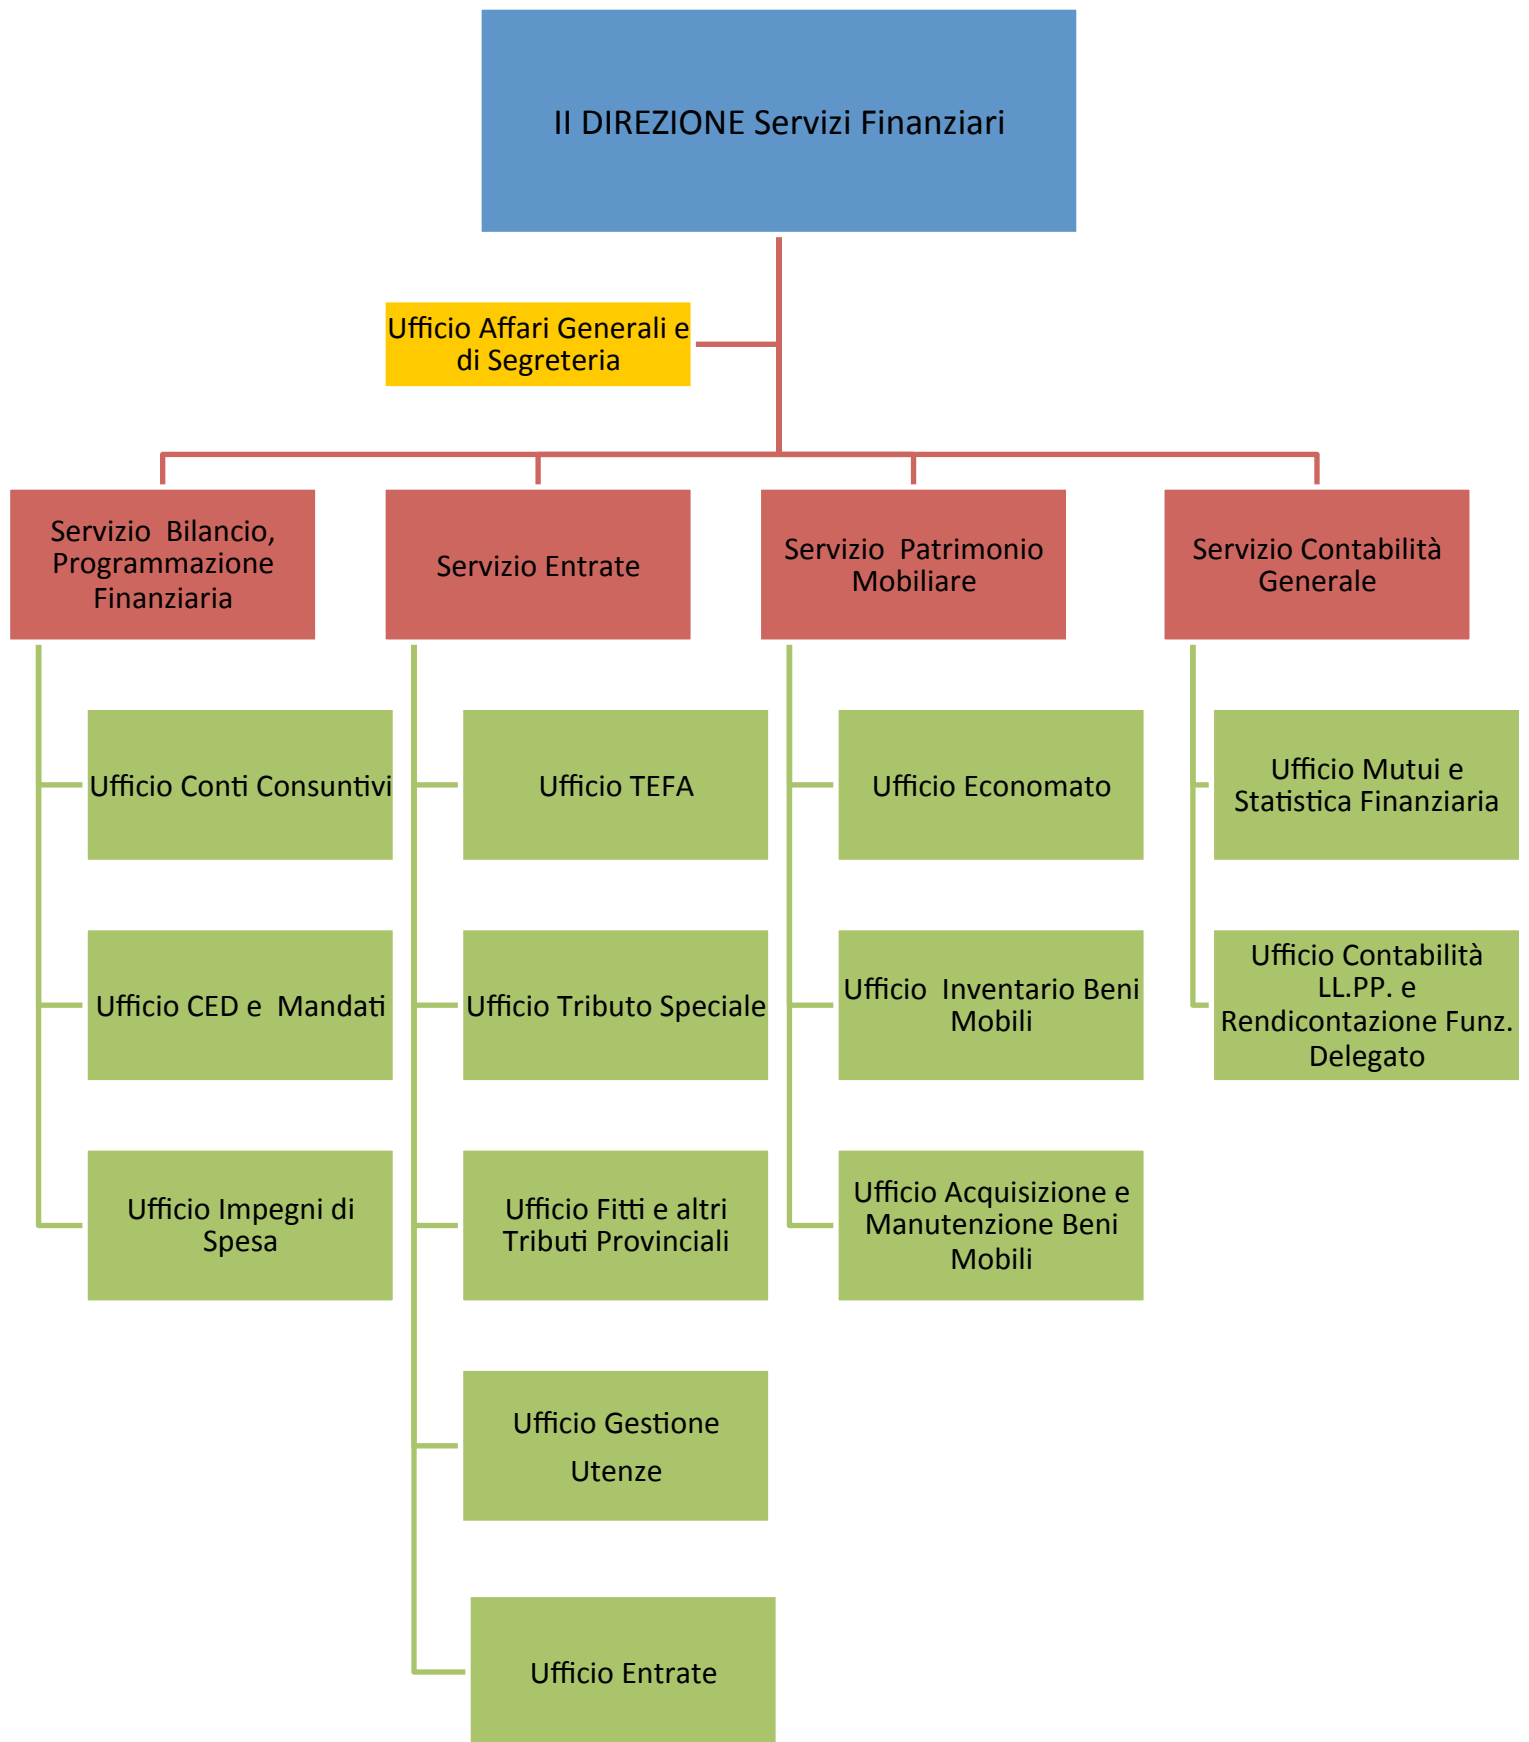 II DIREZIONE Servizi Finanziari
Ufficio Affari Generali e
di Segreteria
Servizio Bilancio,
Programmazione
Finanziaria
Servizio Entrate
Servizio Patrimonio
Mobiliare
Servizio Contabilità
Generale
Ufficio Conti Consuntivi
Ufficio CED e Mandati
Ufficio Impegni di
Spesa
Ufficio TEFA
Ufficio Tributo Speciale
Ufficio Fitti e altri
Tributi Provinciali
Ufficio Gestione
Utenze
Ufficio Entrate
Ufficio Economato
Ufficio Inventario Beni
Mobili
Ufficio Acquisizione e
Manutenzione Beni
Mobili
Ufficio Mutui e
Statistica Finanziaria
Ufficio Contabilità
LL.PP. e
Rendicontazione Funz.
Delegato